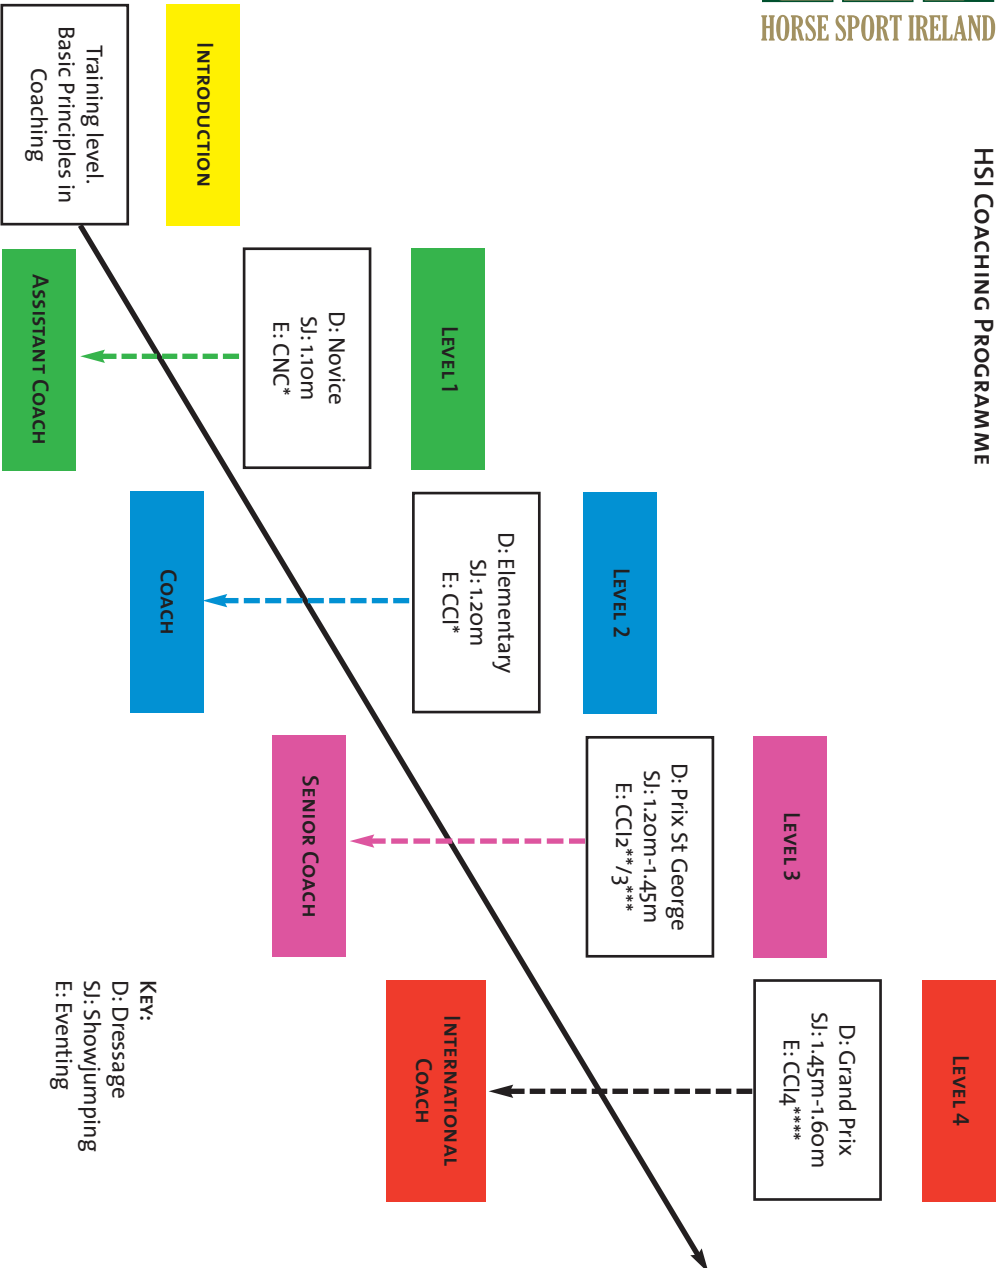 HORSE SPORT IRELAND
HSI COACHING PROGRAMME
INTRODUCTION
Training level.
Basic Principles in
Coaching
LEVEL 1
D: Novice
SJ: 1.10m
E: CNC*
ASSISTANT COACH
LEVEL 2
D: Elementary
SJ: 1.20m
E: CCI*
COACH
LEVEL 3
D: Prix St George
SJ: 1.20m-1.45m
E: CCI2**/3***
SENIOR COACH
LEVEL 4
D: Grand Prix
SJ: 1.45m-1.60m
E: CCI4****
INTERNATIONAL
COACH
KEY:
D: Dressage
SJ: Showjumping
E: Eventing